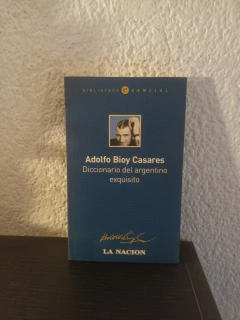 BIBLIOTECA e ESENCIAL
Adolfo Bioy Casares
Diccionario del argentino
exquisito
LA NACION